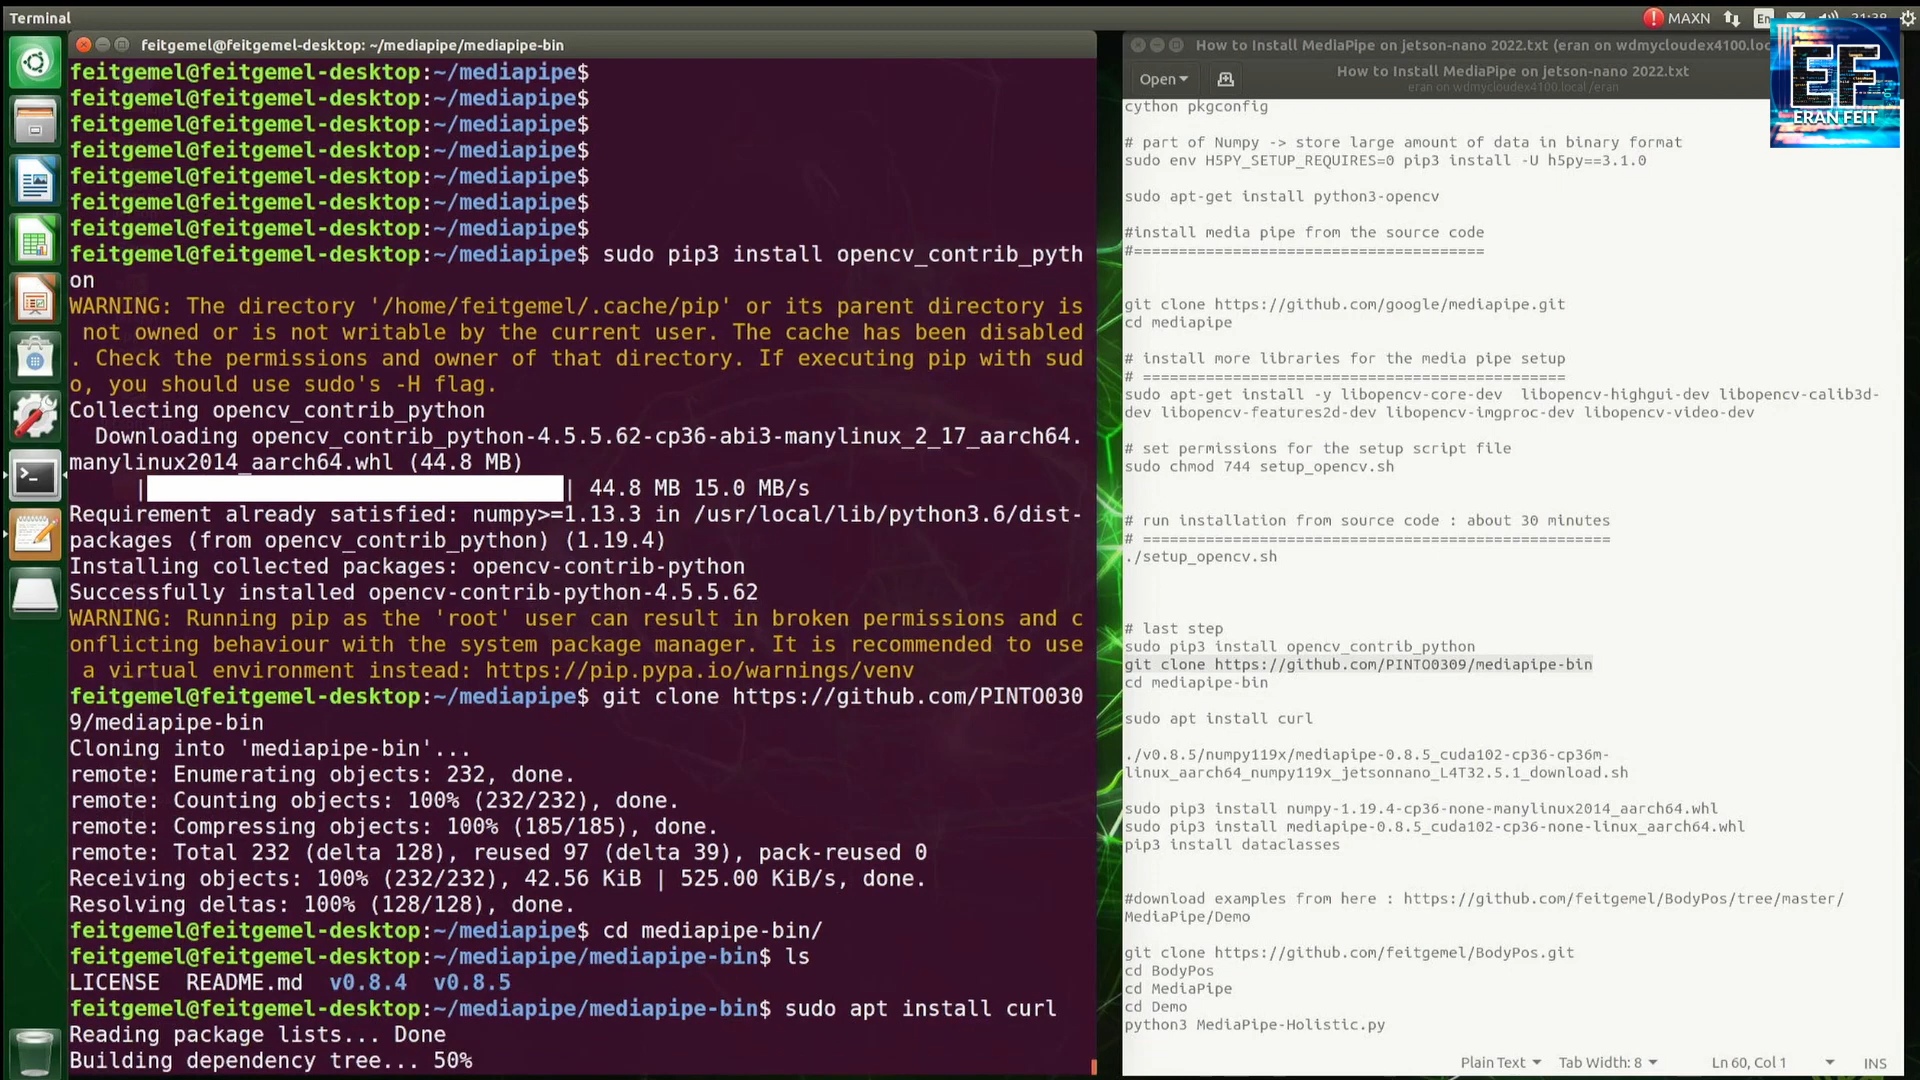 Terminal
MAXN
En
21:38
feitgemel@feitgemel-desktop: ~/mediapipe/mediapipe-bin
feitgemel@feitgemel-desktop:~/mediapipe$
feitgemel@feitgemel-desktop:~/mediapipe$
feitgemel@feitgemel-desktop:~/mediapipe$
feitgemel@feitgemel-desktop:~/mediapipe$
feitgemel@feitgemel-desktop:~/mediapipe$
feitgemel@feitgemel-desktop:~/mediapipe$
feitgemel@feitgemel-desktop:~/mediapipe$
feitgemel@feitgemel-desktop:~/mediapipe$ sudo pip3 install opencv_contrib_pyth
on
WARNING: The directory '/home/feitgemel/.cache/pip' or its parent directory is
not owned or is not writable by the current user. The cache has been disabled
. Check the permissions and owner of that directory. If executing pip with sud
o, you should use sudo's -H flag.
Collecting opencv_contrib_python
Downloading opencv_contrib_python-4.5.5.62-cp36-abi3-manylinux_2_17_aarch64.
manylinux2014_aarch64.whl (44.8 MB)
| | 44.8 MB 15.0 MB/s
Requirement already satisfied: numpy>=1.13.3 in /usr/local/lib/python3.6/dist-
packages (from opencv_contrib_python) (1.19.4)
Installing collected packages: opencv-contrib-python
Successfully installed opencv-contrib-python-4.5.5.62
WARNING: Running pip as the 'root' user can result in broken permissions and c
onflicting behaviour with the system package manager. It is recommended to use
a virtual environment instead: https://pip.pypa.io/warnings/venv
feitgemel@feitgemel-desktop:~/mediapipe$ git clone https://github.com/PINTO030
9/mediapipe-bin
Cloning into 'mediapipe-bin'...
remote: Enumerating objects: 232, done.
remote: Counting objects: 100% (232/232), done.
remote: Compressing objects: 100% (185/185), done.
remote: Total 232 (delta 128), reused 97 (delta 39), pack-reused 0
Receiving objects: 100% (232/232), 42.56 KiB | 525.00 KiB/s, done.
Resolving deltas: 100% (128/128), done.
feitgemel@feitgemel-desktop:~/mediapipe$ cd mediapipe-bin/
feitgemel@feitgemel-desktop:~/mediapipe/mediapipe-bin$ ls
LICENSE README.md v0.8.4 v0.8.5
feitgemel@feitgemel-desktop:~/mediapipe/mediapipe-bin$ sudo apt install curl
Reading package lists... Done
Building dependency tree... 50%
How to Install MediaPipe on jetson-nano 2022.txt (eran on wdmycloudex4100.loc
Open
How to Install MediaPipe on jetson-nano 2022.txt
eran on wdmycloudex4100.local /eran
EF
ERAN FEIT
cython pkgconfig
# part of Numpy -> store large amount of data in binary format
sudo env H5PY_SETUP_REQUIRES=0 pip3 install -U h5py==3.1.0
sudo apt-get install python3-opencv
#install media pipe from the source code
#========================================
git clone https://github.com/google/mediapipe.git
cd mediapipe
# install more libraries for the media pipe setup
# ================================================
sudo apt-get install -y libopencv-core-dev  libopencv-highgui-dev libopencv-calib3d-
dev libopencv-features2d-dev libopencv-imgproc-dev libopencv-video-dev
# set permissions for the setup script file
sudo chmod 744 setup_opencv.sh
# run installation from source code : about 30 minutes
# =====================================================
./setup_opencv.sh
# last step
sudo pip3 install opencv_contrib_python
git clone https://github.com/PINTO0309/mediapipe-bin
cd mediapipe-bin
sudo apt install curl
./v0.8.5/numpy119x/mediapipe-0.8.5_cuda102-cp36-cp36m-
linux_aarch64_numpy119x_jetsonnano_L4T32.5.1_download.sh
sudo pip3 install numpy-1.19.4-cp36-none-manylinux2014_aarch64.whl
sudo pip3 install mediapipe-0.8.5_cuda102-cp36-none-linux_aarch64.whl
pip3 install dataclasses
#download examples from here : https://github.com/feitgemel/BodyPos/tree/master/
MediaPipe/Demo
git clone https://github.com/feitgemel/BodyPos.git
cd BodyPos
cd MediaPipe
cd Demo
python3 MediaPipe-Holistic.py
Plain Text
Tab Width: 8
Ln 60, Col 1
INS